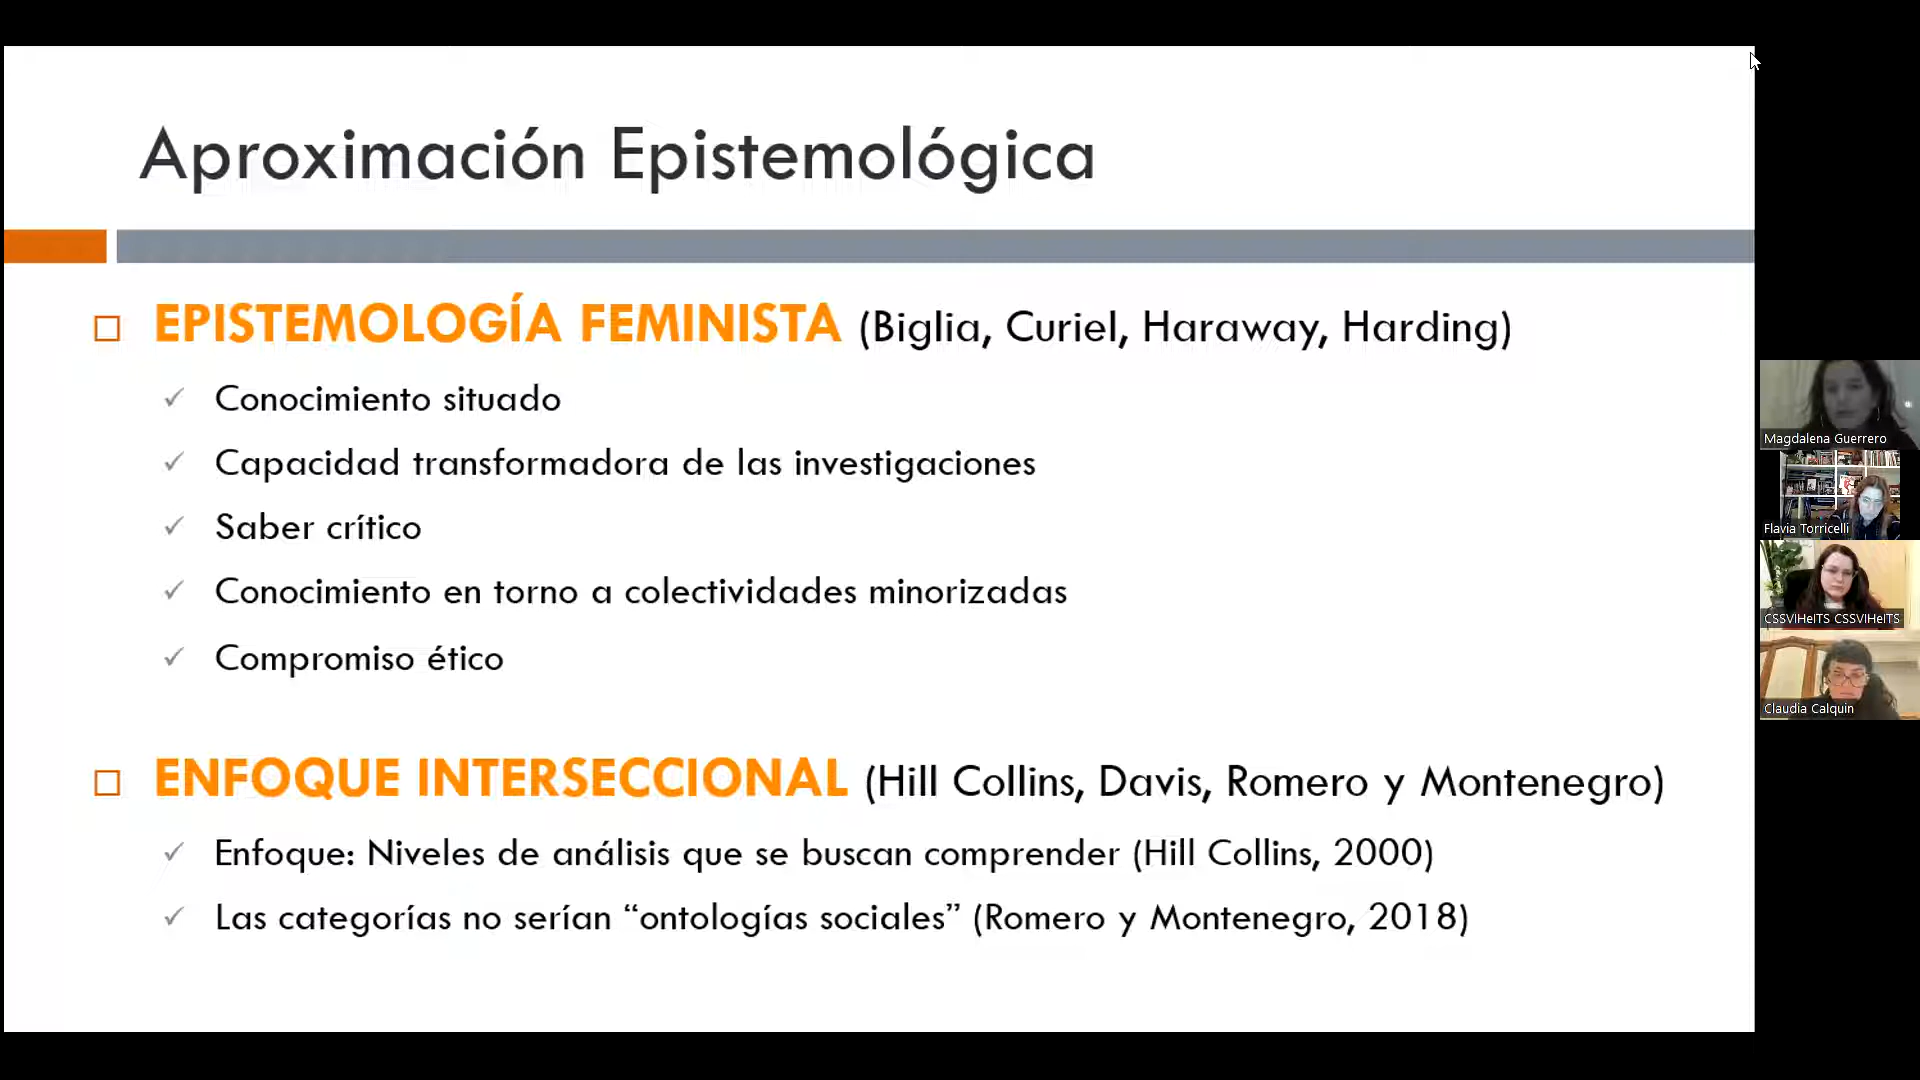 Aproximación Epistemológica
EPISTEMOLOGÍA FEMINISTA (Biglia, Curiel, Haraway, Harding)
Conocimiento situado
Capacidad transformadora de las investigaciones
Saber crítico
Conocimiento en torno a colectividades minorizadas
Compromiso ético
ENFOQUE INTERSECCIONAL (Hill Collins, Davis, Romero y Montenegro)
Enfoque: Niveles de análisis que se buscan comprender (Hill Collins, 2000)
Las categorías no serían “ontologías sociales” (Romero y Montenegro, 2018)
Magdalena Guerrero
Flavia Torricelli
CSSVIHeITS CSSVIHeITS
Claudia Calquin